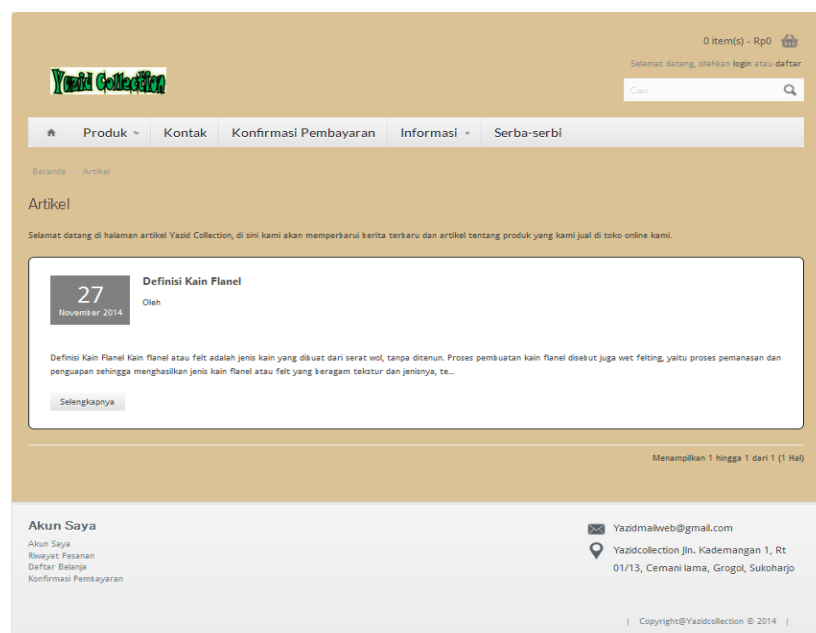 0 item(s) - Rp0
Selamat datang, silahkan login atau daftar.
Yazid Collection
Cari
Produk
Kontak
Konfirmasi Pembayaran
Informasi
Serba-serbi
Beranda
Artikel
Artikel
Selamat datang di halaman artikel Yazid Collection, di sini kami akan memperbarui berita terbaru dan artikel tentang produk yang kami jual di toko online kami.
27
November 2014
Definisi Kain Flanel
Oleh
Definisi Kain Flanel Kain flanel atau felt adalah jenis kain yang dibuat dari serat wol, tanpa ditenun. Proses pembuatan kain flanel disebut juga wet felting, yaitu proses pemanasan dan
penguapan sehingga menghasilkan jenis kain flanel atau felt yang beragam tekstur dan jenisnya, te...
Selengkapnya
Menampilkan 1 hingga 1 dari 1 (1 Hal)
Akun Saya
Akun Saya
Riwayat Pesanan
Daftar Belanja
Konfirmasi Pembayaran
Yazidmailweb@gmail.com
Yazidcollection Jln. Kademangan 1, Rt
01/13, Cemani lama, Grogol, Sukoharjo
| Copyright@Yazidcollection © 2014 |